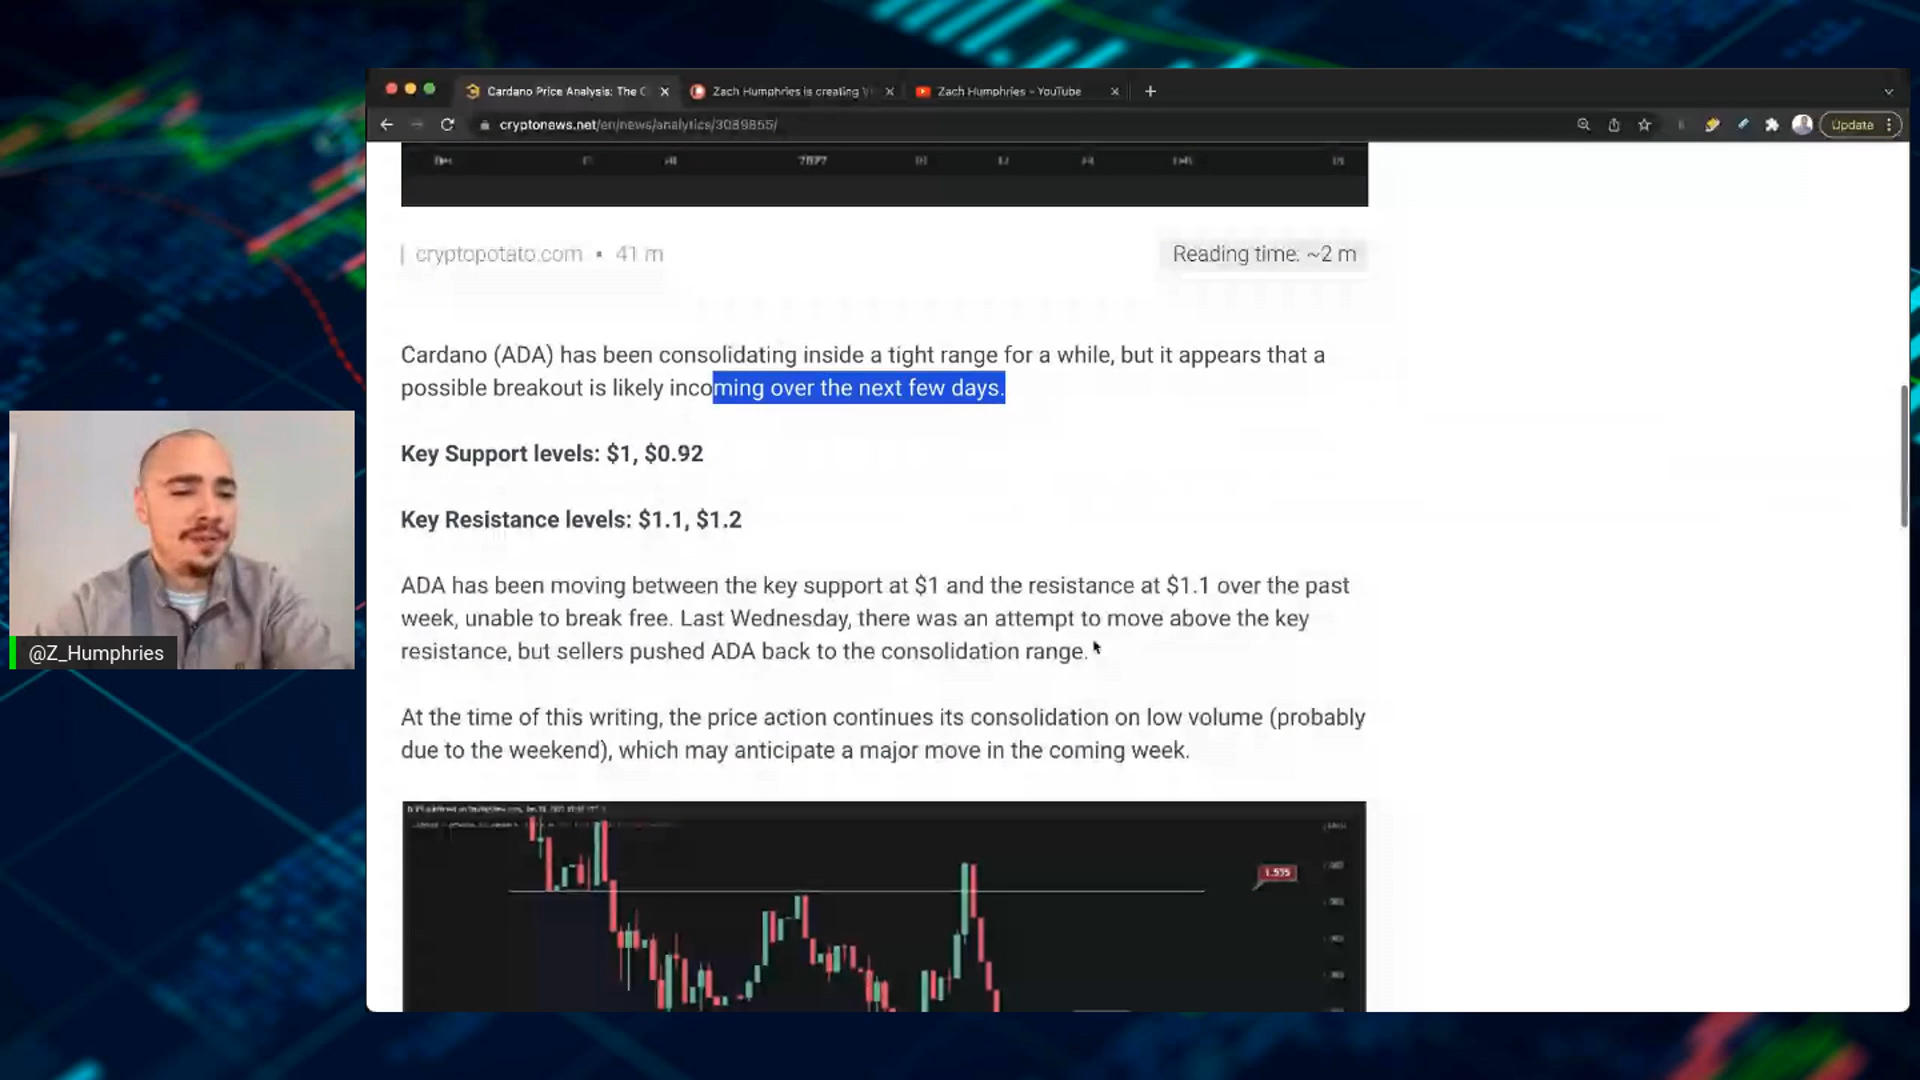 Cardano Price Analysis: The C
Zach Humphries is creating
Zach Humphries - YouTube
cryptonews.net/en/news/analytics/3089855/
Update
cryptopotato.com • 41 m
Reading time: ~2 m
Cardano (ADA) has been consolidating inside a tight range for a while, but it appears that a
possible breakout is likely incoming over the next few days.
Key Support levels: $1, $0.92
Key Resistance levels: $1.1, $1.2
ADA has been moving between the key support at $1 and the resistance at $1.1 over the past
week, unable to break free. Last Wednesday, there was an attempt to move above the key
resistance, but sellers pushed ADA back to the consolidation range.
At the time of this writing, the price action continues its consolidation on low volume (probably
due to the weekend), which may anticipate a major move in the coming week.
@Z_Humphries